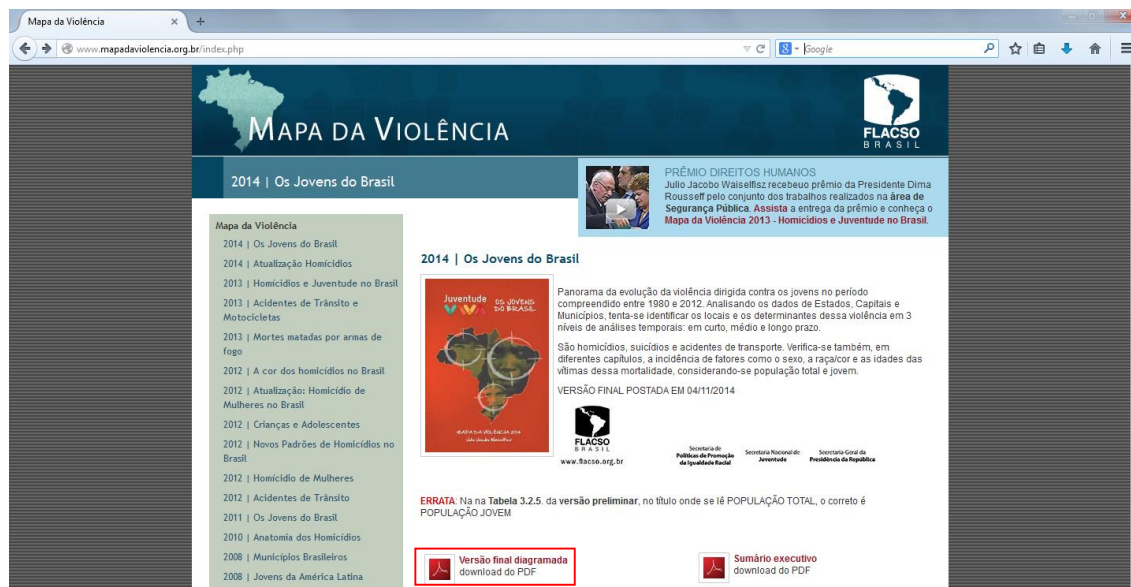 Mapa da Violência
www.mapadaviolencia.org.br/index.php
Google
MAPA DA VIOLÊNCIA
FLACSO
BRASIL
2014 | Os Jovens do Brasil
PRÊMIO DIREITOS HUMANOS
Julio Jacobo Waiselfisz recebeuo prêmio da Presidente Dima
Rousseff pelo conjunto dos trabalhos realizados na área de
Segurança Pública. Assista a entrega da prêmio e conheça o
Mapa da Violência 2013 - Homicídios e Juventude no Brasil.
Mapa da Violência
2014 | Os Jovens do Brasil
2014 | Atualização Homicídios
2013 | Homicídios e Juventude no Brasil
2013 | Acidentes de Trânsito e
Motocicletas
2013 | Mortes matadas por armas de
fogo
2012 | A cor dos homicídios no Brasil
2012 | Atualização: Homicídio de
Mulheres no Brasil
2012 | Crianças e Adolescentes
2012 | Novos Padrões de Homicídios no
Brasil
2012 | Homicídio de Mulheres
2012 | Acidentes de Trânsito
2011 | Os Jovens do Brasil
2010 | Anatomia dos Homicídios
2008 | Municípios Brasileiros
2008 | Jovens da América Latina
2014 | Os Jovens do Brasil
Juventude
OS JOVENS
DO BRASIL
MAPA DA VIOLÊNCIA 2014
Julio Jacobo Waiselfisz
Panorama da evolução da violência dirigida contra os jovens no período
compreendido entre 1980 e 2012. Analisando os dados de Estados, Capitais e
Municípios, tenta-se identificar os locais e os determinantes dessa violência em 3
níveis de análises temporais: em curto, médio e longo prazo.
São homicídios, suicídios e acidentes de transporte. Verifica-se também, em
diferentes capítulos, a incidência de fatores como o sexo, a raça/cor e as idades das
vítimas dessa mortalidade, considerando-se população total e jovem.
VERSÃO FINAL POSTADA EM 04/11/2014
FLACSO
BRASIL
www.flacso.org.br
Secretaria de
Políticas de Promoção
da Igualdade Racial
Secretaria Nacional de
Juventude
Secretaria-Geral da
Presidência da República
ERRATA: Na na Tabela 3.2.5. da versão preliminar, no título onde se lê POPULAÇÃO TOTAL, o correto é
POPULAÇÃO JOVEM
Versão final diagramada
download do PDF
Sumário executivo
download do PDF